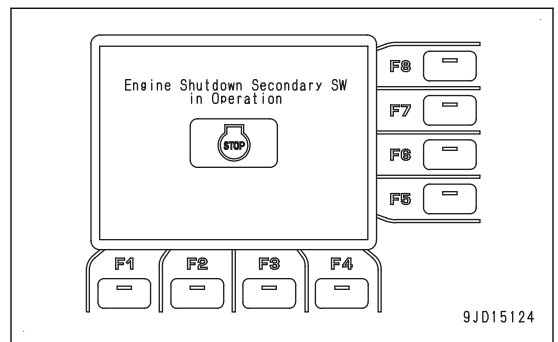 Engine Shutdown Secondary SW
in Operation
STOP
F8
F7
F6
F5
F1 F2 F3 F4
9JD15124